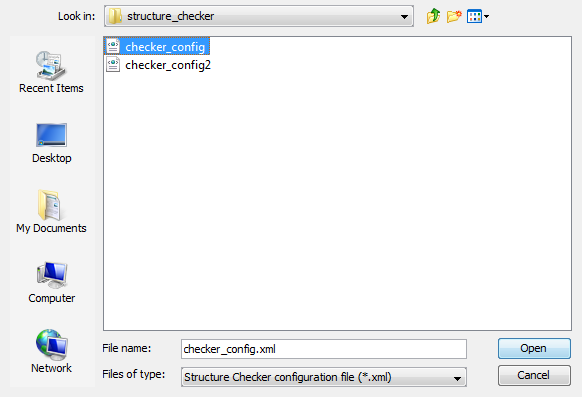 Look in: structure_checker
checker_config
checker_config2
Recent Items
Desktop
My Documents
Computer
Network
File name: checker_config.xml Open
Files of type: Structure Checker configuration file (*.xml) Cancel